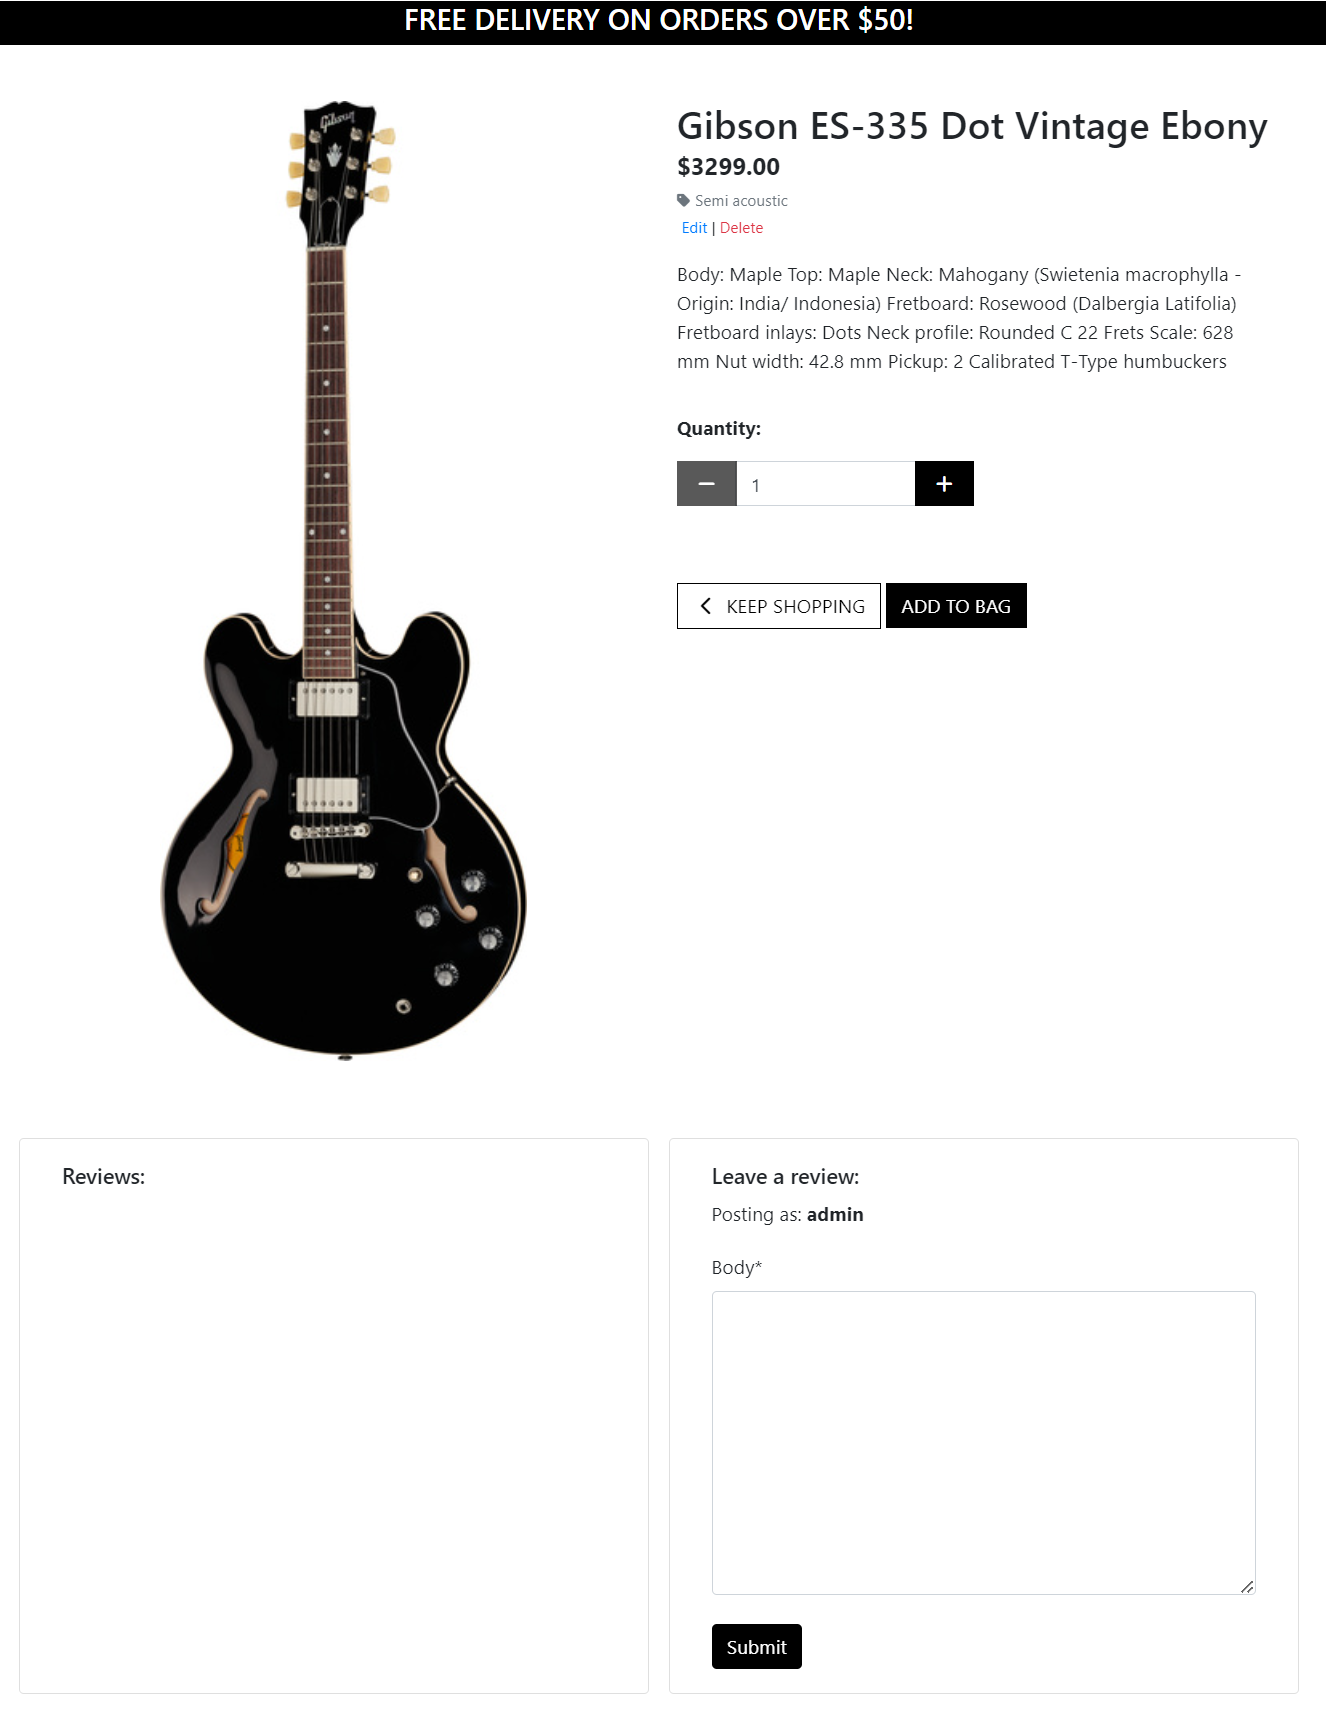 FREE DELIVERY ON ORDERS OVER $50!
Gibson
Gibson ES-335 Dot Vintage Ebony
$3299.00
Semi acoustic
Edit | Delete
Body: Maple Top: Maple Neck: Mahogany (Swietenia macrophylla -
Origin: India/ Indonesia) Fretboard: Rosewood (Dalbergia Latifolia)
Fretboard inlays: Dots Neck profile: Rounded C 22 Frets Scale: 628
mm Nut width: 42.8 mm Pickup: 2 Calibrated T-Type humbuckers
Quantity:
1
KEEP SHOPPING
ADD TO BAG
Reviews:
Leave a review:
Posting as: admin
Body*
Submit